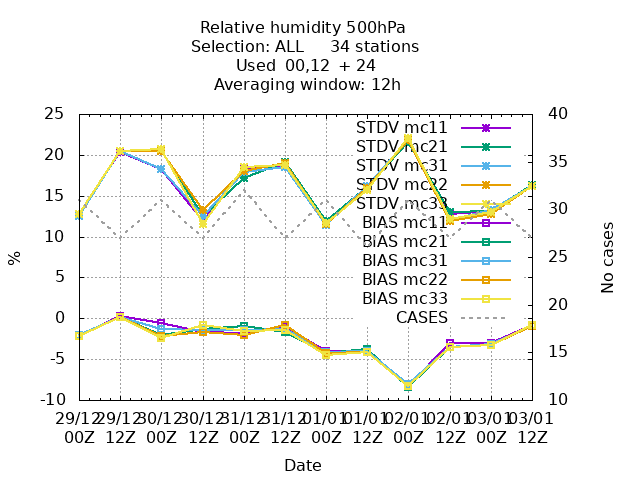 Relative humidity 500hPa
Selection: ALL 34 stations
Used 00,12 + 24
Averaging window: 12h
25 40
STDV mc11
STDV mc21
20 35
STDV mc31
STDV mc22
15 30
STDV mc33
BIAS mc11
10
BIAS mc21
25
BIAS mc31
5
BIAS mc22
20
BIAS mc33
0
CASES
-5 15
-10 10
%
No cases
29/12 29/12 30/12 30/12 31/12 31/12 01/01 01/01 02/01 02/01 03/01 03/01
00Z 12Z 00Z 12Z 00Z 12Z 00Z 12Z 00Z 12Z 00Z 12Z
Date